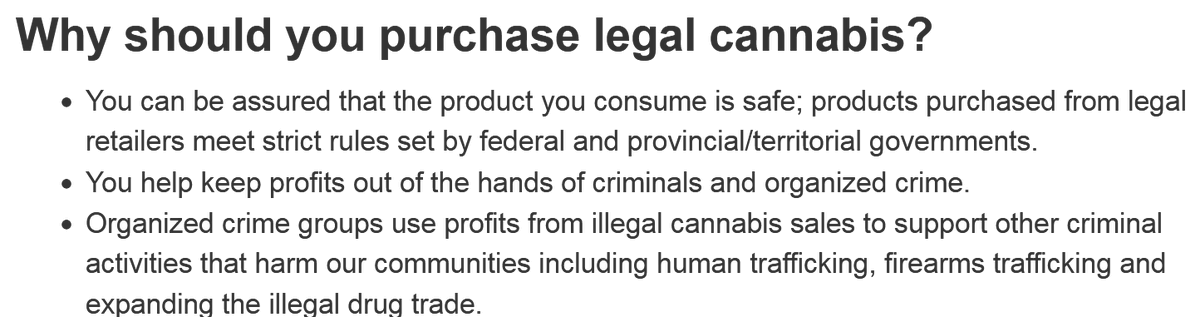 Why should you purchase legal cannabis?
• You can be assured that the product you consume is safe; products purchased from legal
retailers meet strict rules set by federal and provincial/territorial governments.
• You help keep profits out of the hands of criminals and organized crime.
• Organized crime groups use profits from illegal cannabis sales to support other criminal
activities that harm our communities including human trafficking, firearms trafficking and
expanding the illegal drug trade.